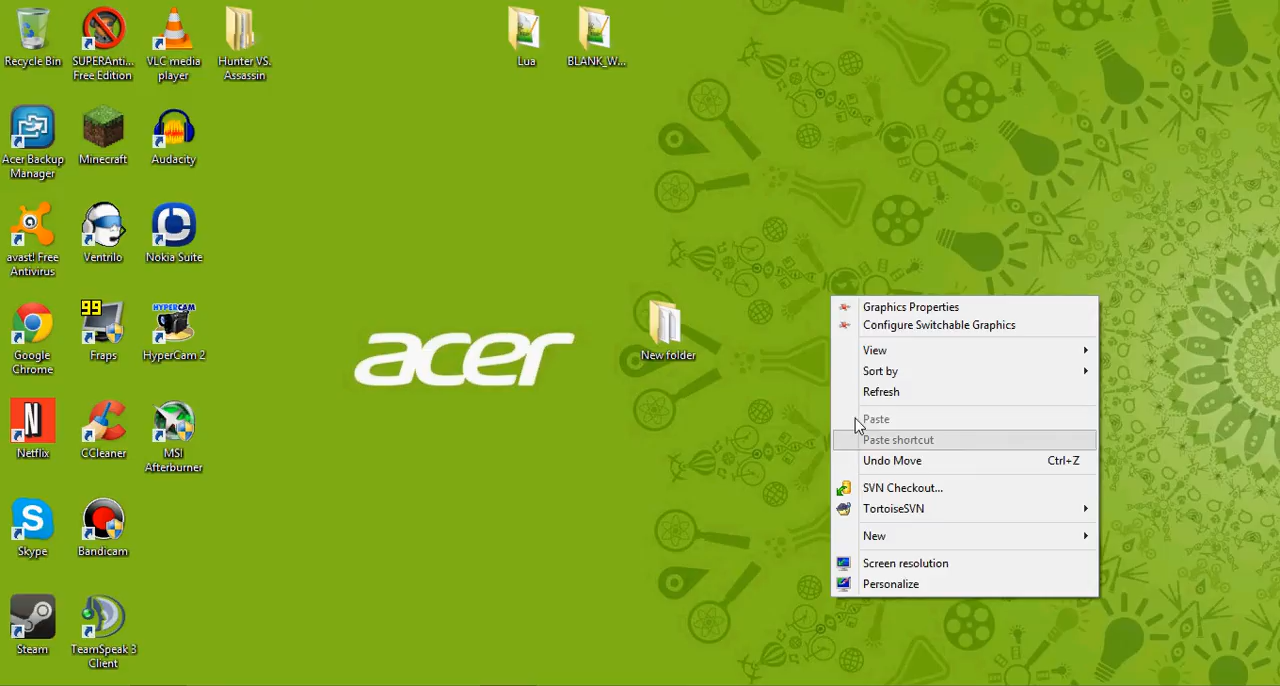 Recycle Bin
SUPERAnti...
Free Edition
VLC media
player
Hunter VS.
Assassin
Lua
BLANK_W...
Acer Backup
Manager
Minecraft
Audacity
avast! Free
Antivirus
Ventrilo
Nokia Suite
Google
Chrome
99
Fraps
HYPERCAM
HyperCam 2
N
Netflix
CCleaner
MSI
Afterburner
S
Skype
Bandicam
Steam
TeamSpeak 3
Client
acer
New folder
Graphics Properties
Configure Switchable Graphics
View
Sort by
Refresh
Paste
Paste shortcut
Undo Move Ctrl+Z
SVN Checkout...
TortoiseSVN
New
Screen resolution
Personalize